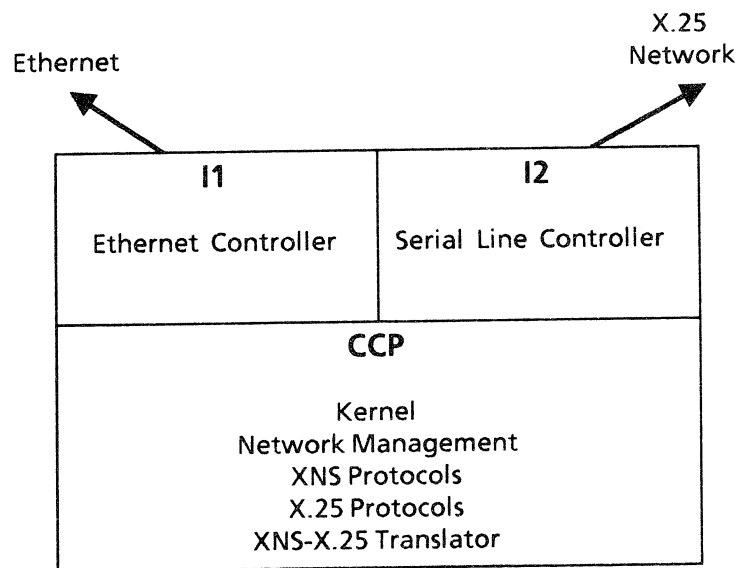 X.25
Network
Ethernet
I1
I2
Ethernet Controller
Serial Line Controller
CCP
Kernel
Network Management
XNS Protocols
X.25 Protocols
XNS-X.25 Translator